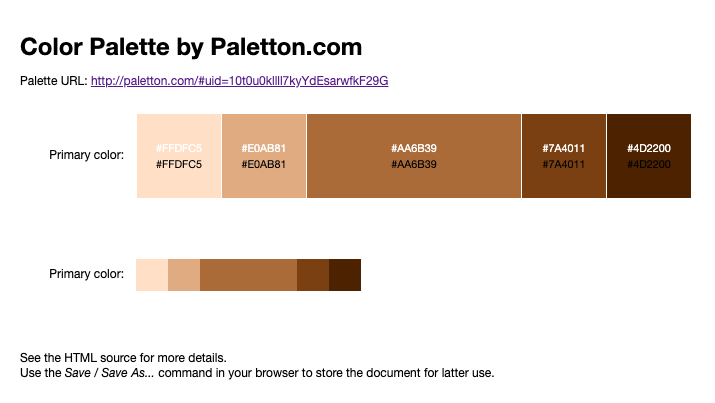 Color Palette by Paletton.com
Palette URL: http://paletton.com/#uid=10t0u0kllll7kyYdEsarwfkF29G
Primary color:
#FFDFC5 #E0AB81 #AA6B39 #7A4011 #4D2200
#FFDFC5 #E0AB81 #AA6B39 #7A4011 #4D2200
Primary color:
See the HTML source for more details.
Use the Save / Save As... command in your browser to store the document for latter use.